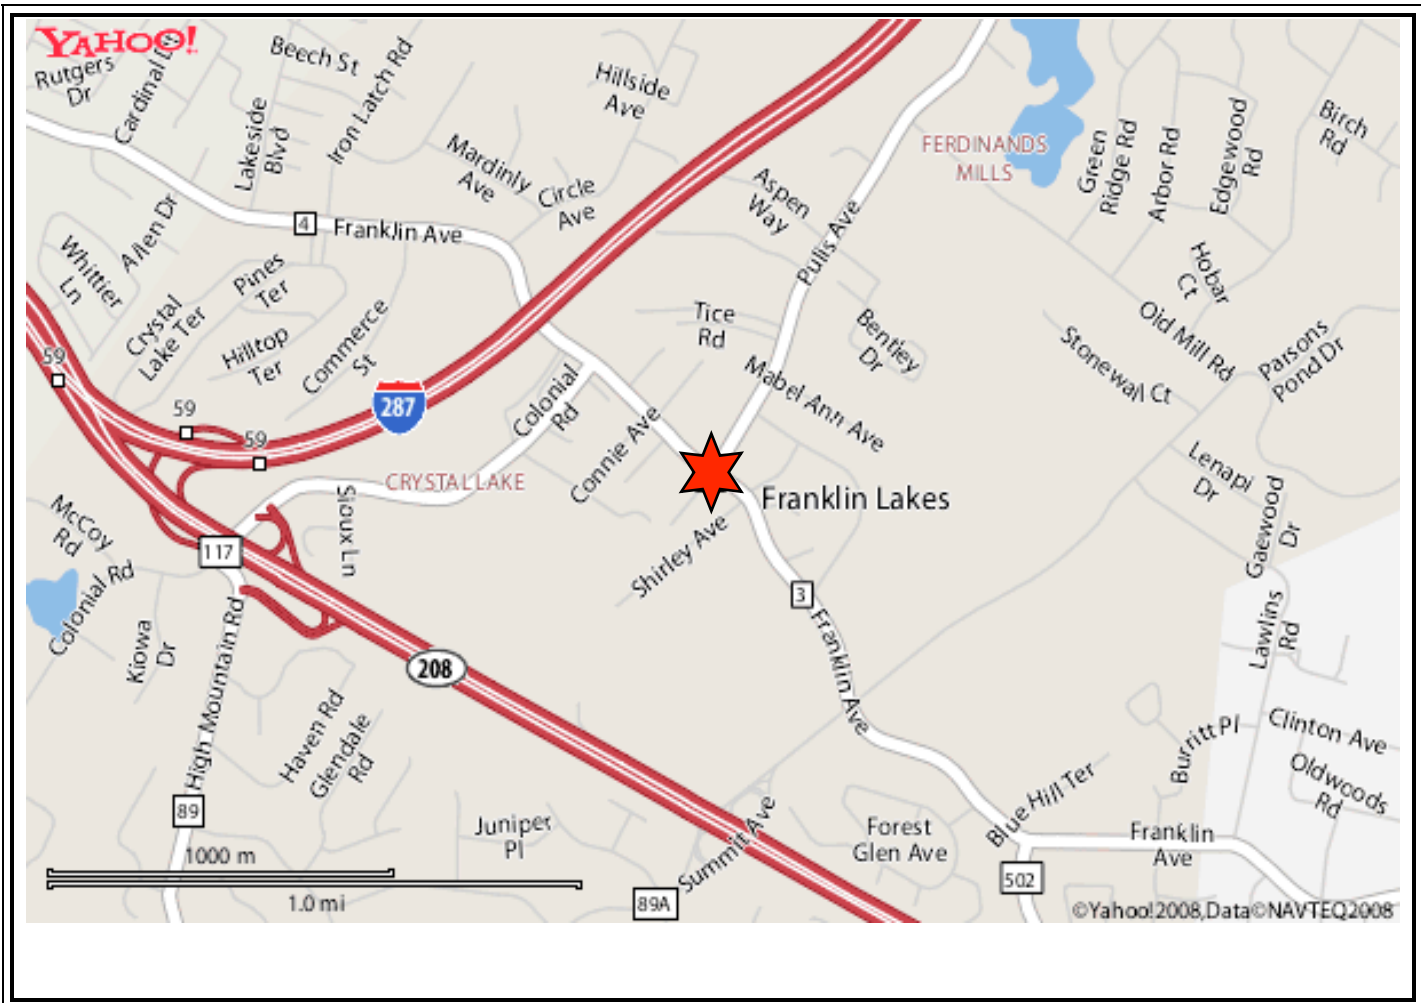 YAHOO!
Rutgers
Dr
Cardinal
Beech St
Iron Latch Rd
Lakeside
Blvd
Hillside
Ave
Mardinly
Ave
Circle
Ave
FERDINANDS
MILLS
Green
Ridge Rd
Arbor Rd
Edgewood
Rd
Birch
Rd
Aspen
Way
Pulis Ave
4
Franklin Ave
Allen Dr
Whittier
Ln
Pines
Ter
Crystal
Lake Ter
Hilltop
Ter
Commerce
St
Hobar
Ct
Old Mill Rd
Tice
Rd
Bentley
Dr
Stonewall Ct
Parsons
Pond Dr
Mabel Ann Ave
59
59
59
287
Colonial
Rd
Connie Ave
CRYSTAL LAKE
Franklin Lakes
Lenapi
Dr
Gaewood
Dr
McCoy
Rd
Sioux Ln
117
Shirley Ave
Colonial Rd
3
Franklin Ave
Lawlins
Rd
Kiowa
Dr
High Mountain Rd
208
Haven Rd
Glendale
Rd
Burritt Pl
Clinton Ave
Oldwoods
Rd
Blue Hill Ter
89
Juniper
Pl
Summit Ave
Forest
Glen Ave
Franklin
Ave
1000 m
1.0 mi
89A
502
©Yahoo!2008,Data©NAVTEQ2008